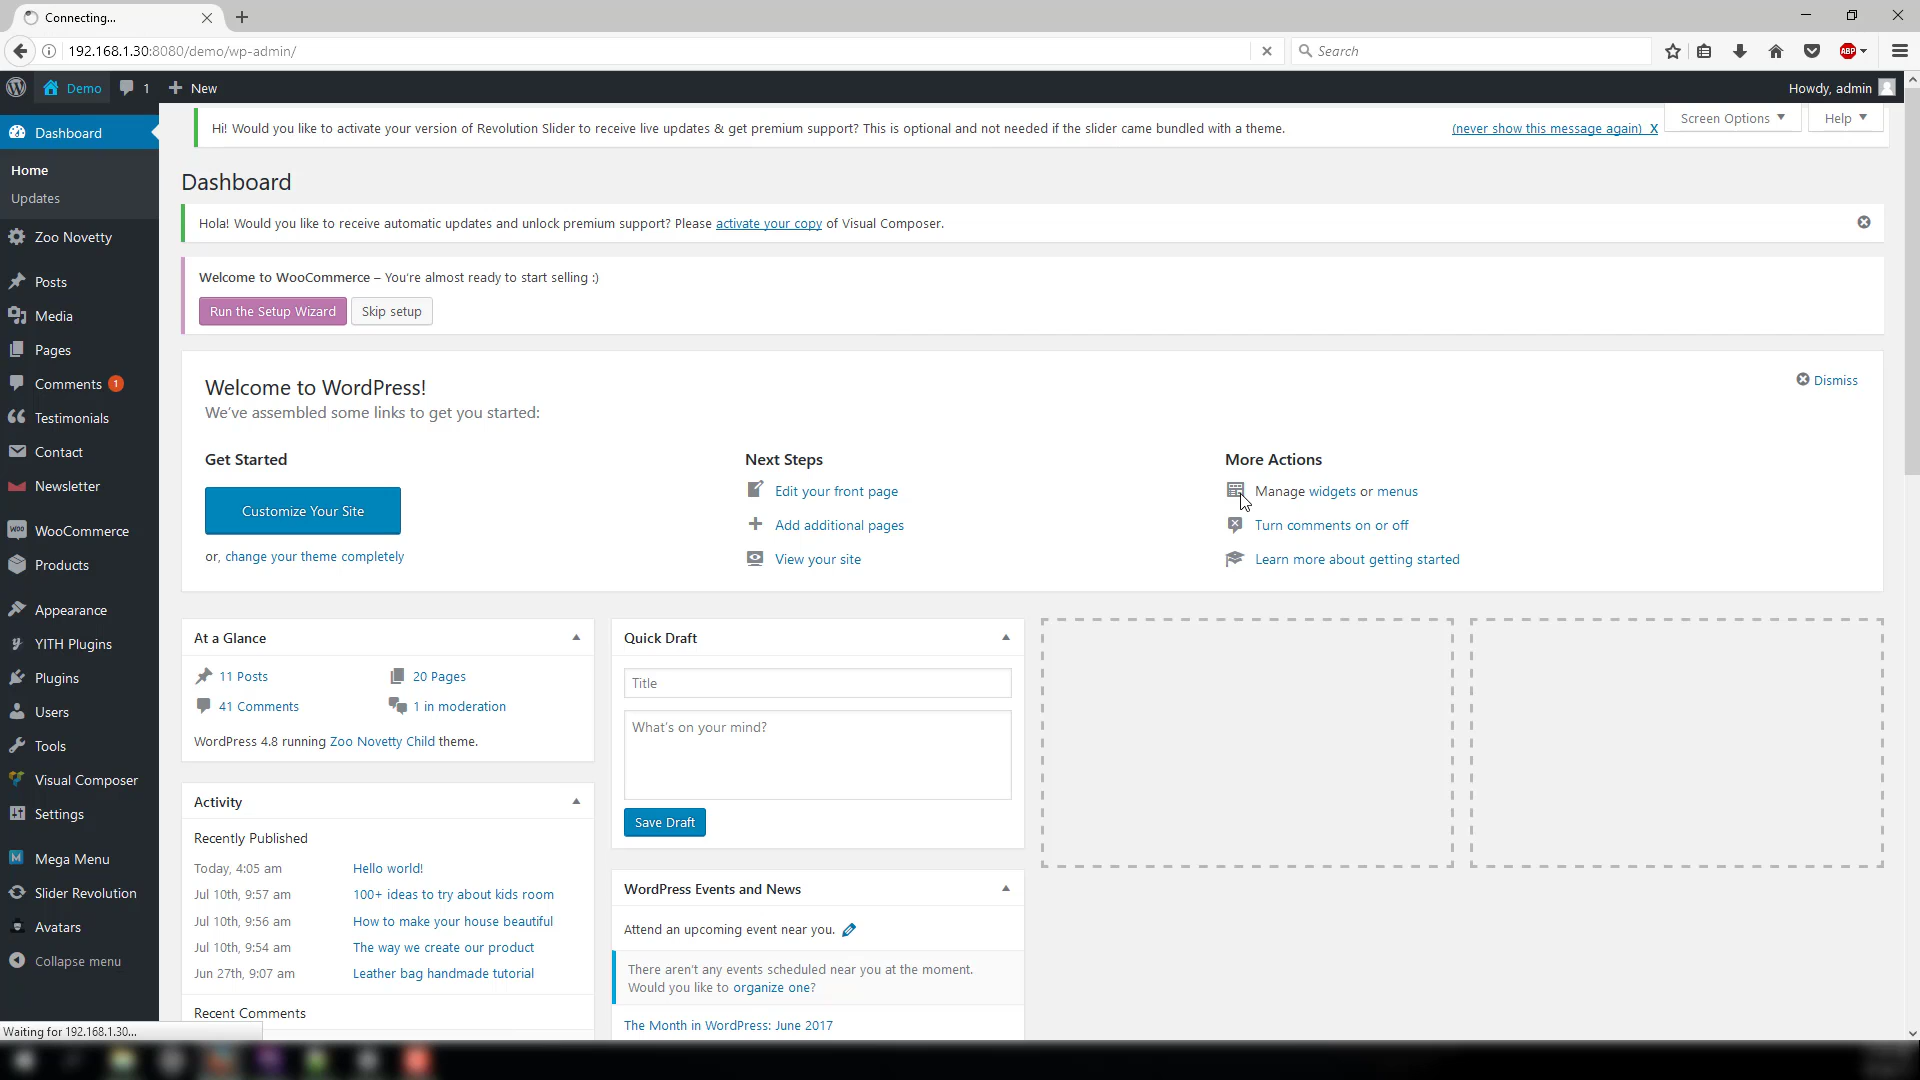 Connecting...
192.168.1.30:8080/demo/wp-admin/
Search
ABP
Demo 1 New
Howdy, admin
Hi! Would you like to activate your version of Revolution Slider to receive live updates & get premium support? This is optional and not needed if the slider came bundled with a theme.
(never show this message again) X
Screen Options
Help
Dashboard
Home
Updates
Zoo Novetty
Posts
Media
Pages
Comments 1
Testimonials
Contact
Newsletter
WooCommerce
Products
Appearance
YITH Plugins
Plugins
Users
Tools
Visual Composer
Settings
Mega Menu
Slider Revolution
Avatars
Collapse menu
Dashboard
Hola! Would you like to receive automatic updates and unlock premium support? Please activate your copy of Visual Composer.
Welcome to WooCommerce – You're almost ready to start selling :)
Run the Setup Wizard
Skip setup
Welcome to WordPress!
Dismiss
We've assembled some links to get you started:
Get Started
Customize Your Site
or, change your theme completely
Next Steps
Edit your front page
Add additional pages
View your site
More Actions
Manage widgets or menus
Turn comments on or off
Learn more about getting started
At a Glance
11 Posts
20 Pages
41 Comments
1 in moderation
WordPress 4.8 running Zoo Novetty Child theme.
Activity
Recently Published
Today, 4:05 am Hello world!
Jul 10th, 9:57 am 100+ ideas to try about kids room
Jul 10th, 9:56 am How to make your house beautiful
Jul 10th, 9:54 am The way we create our product
Jun 27th, 9:07 am Leather bag handmade tutorial
Recent Comments
Quick Draft
Title
What's on your mind?
Save Draft
WordPress Events and News
Attend an upcoming event near you.
There aren't any events scheduled near you at the moment.
Would you like to organize one?
The Month in WordPress: June 2017
Waiting for 192.168.1.30...